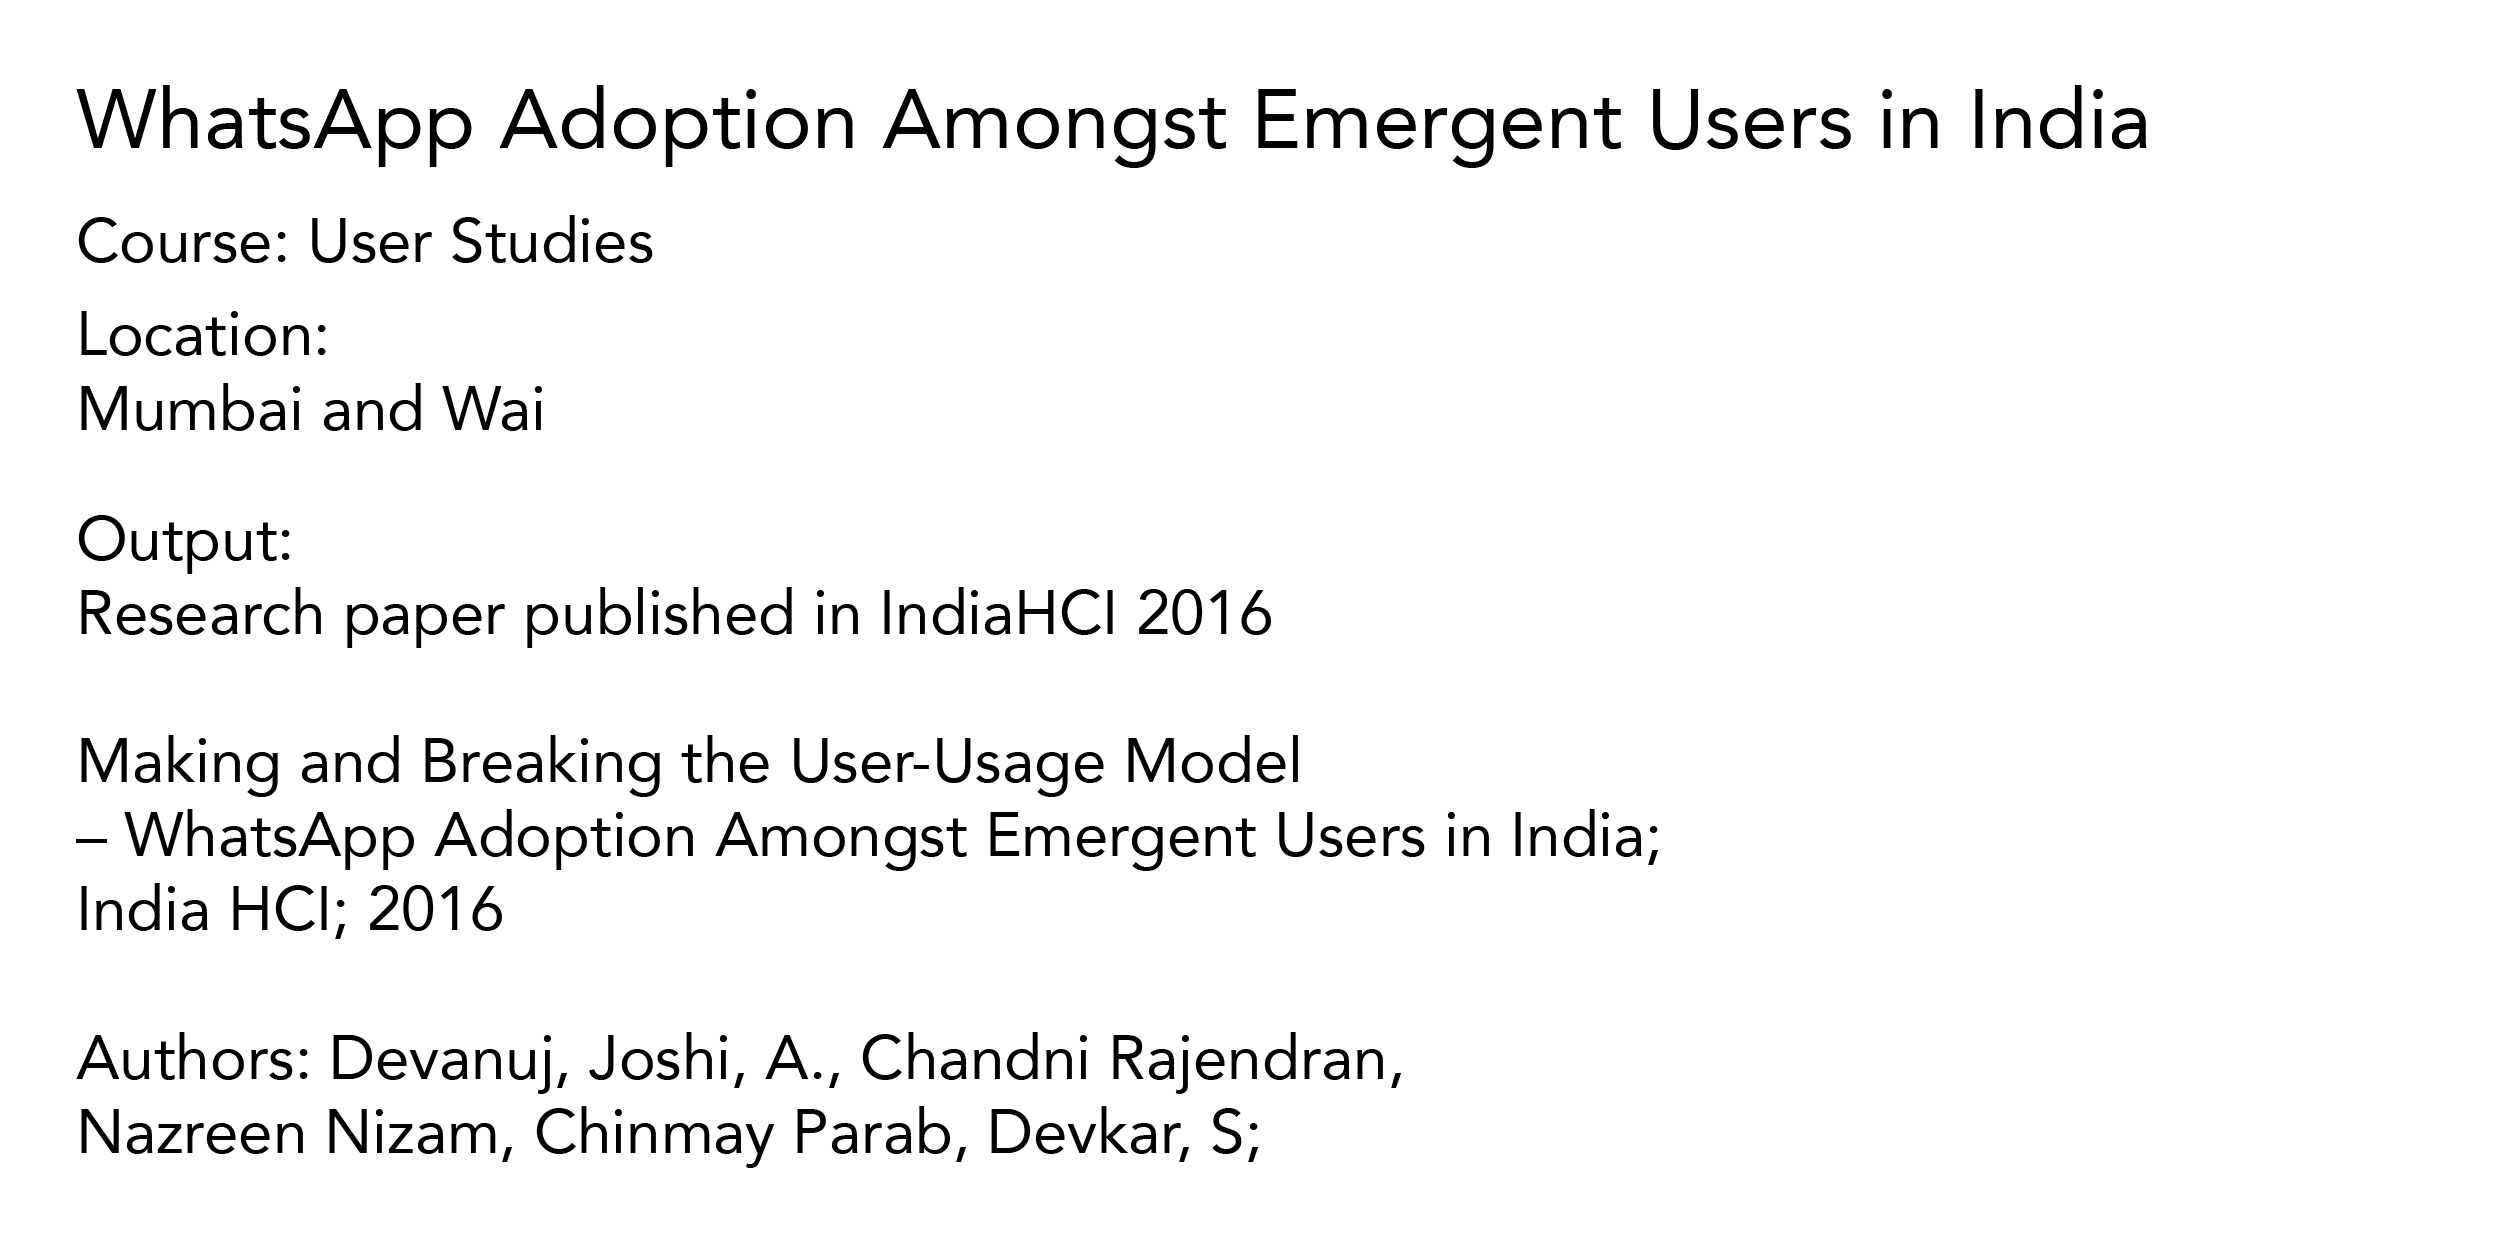 WhatsApp Adoption Amongst Emergent Users in India
Course: User Studies
Location:
Mumbai and Wai
Output:
Research paper published in IndiaHCI 2016
Making and Breaking the User-Usage Model
– WhatsApp Adoption Amongst Emergent Users in India;
India HCI; 2016
Authors: Devanuj, Joshi, A., Chandni Rajendran,
Nazreen Nizam, Chinmay Parab, Devkar, S;